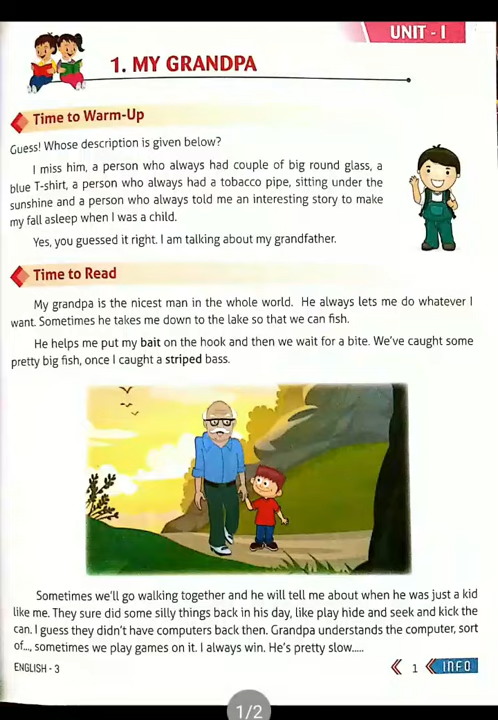 UNIT - I
1. MY GRANDPA
Time to Warm-Up
Guess! Whose description is given below?
I miss him, a person who always had couple of big round glass, a
blue T-shirt, a person who always had a tobacco pipe, sitting under the
sunshine and a person who always told me an interesting story to make
my fall asleep when I was a child.
Yes, you guessed it right. I am talking about my grandfather.
Time to Read
My grandpa is the nicest man in the whole world. He always lets me do whatever I
want. Sometimes he takes me down to the lake so that we can fish.
He helps me put my bait on the hook and then we wait for a bite. We've caught some
pretty big fish, once I caught a striped bass.
Sometimes we'll go walking together and he will tell me about when he was just a kid
like me. They sure did some silly things back in his day, like play hide and seek and kick the
can. I guess they didn't have computers back then. Grandpa understands the computer, sort
of..., sometimes we play games on it. I always win. He's pretty slow.....
ENGLISH - 3
1
INFO
1/2